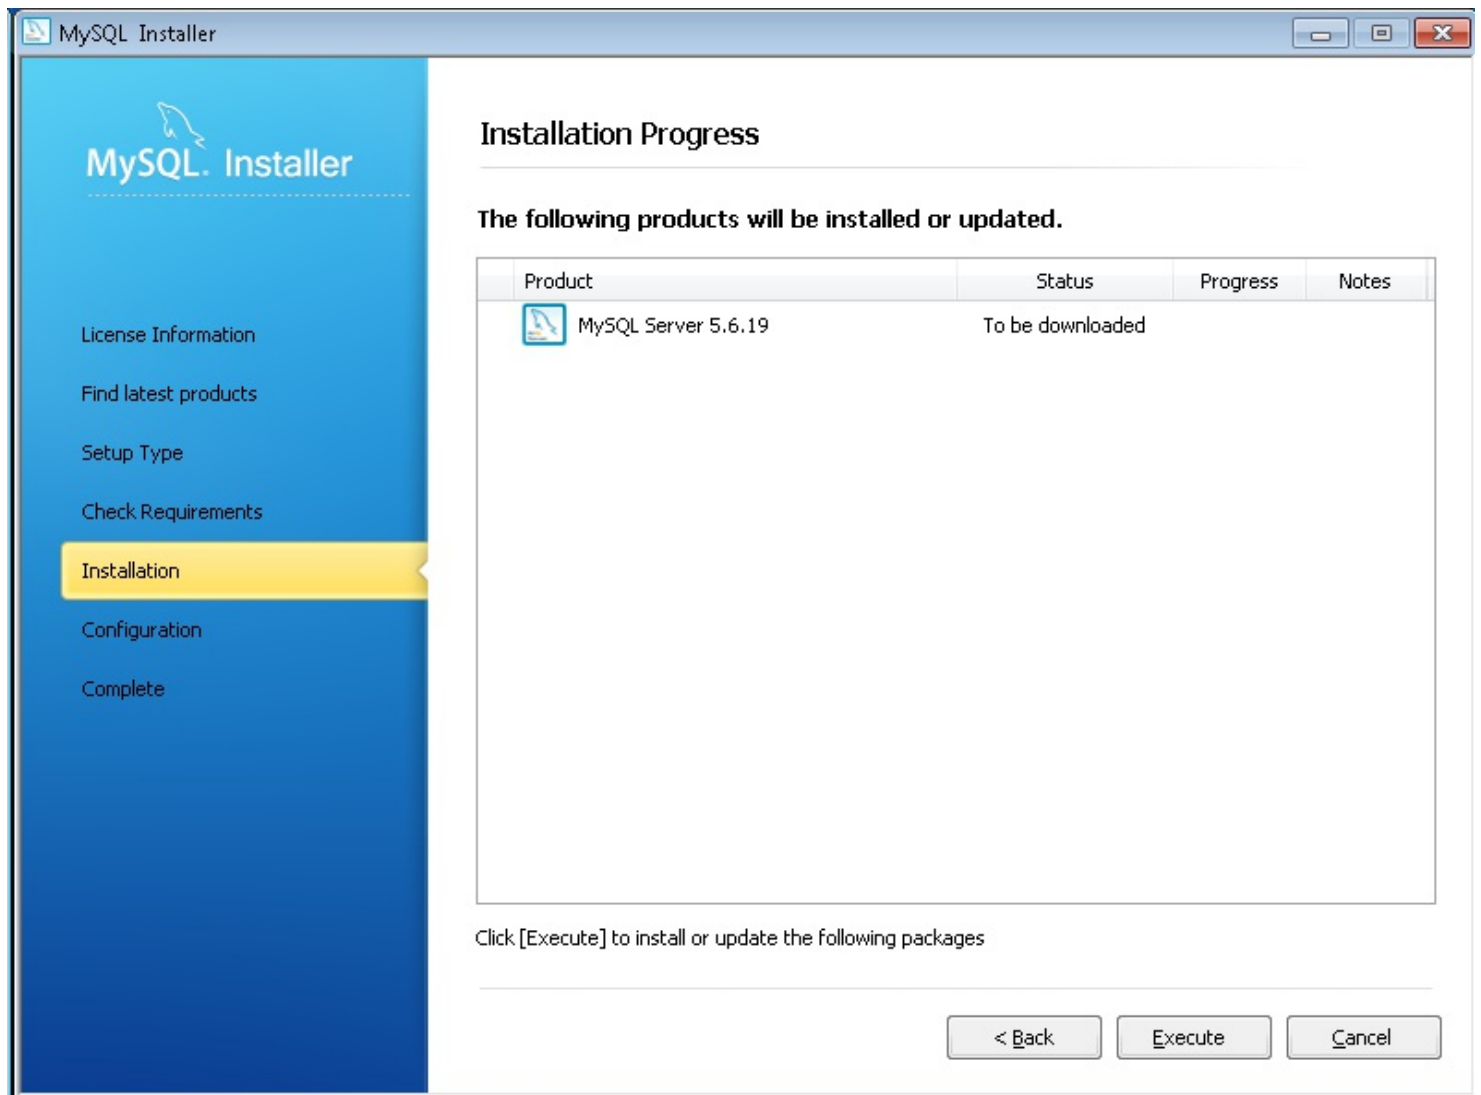 MySQL Installer
MySQL. Installer
License Information
Find latest products
Setup Type
Check Requirements
Installation
Configuration
Complete
Installation Progress
The following products will be installed or updated.
Product Status Progress Notes
MySQL Server 5.6.19 To be downloaded
Click [Execute] to install or update the following packages
< Back Execute Cancel